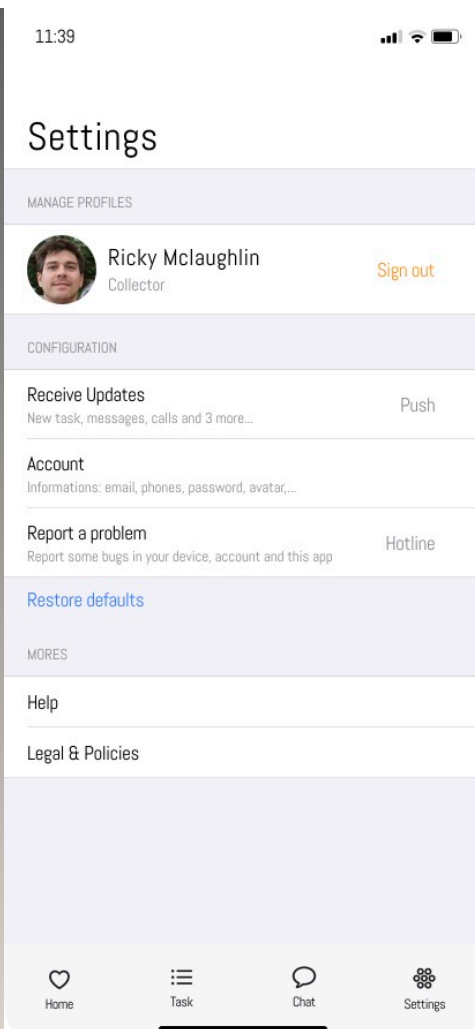 11:39
Settings
MANAGE PROFILES
Ricky Mclaughlin
Collector
Sign out
CONFIGURATION
Receive Updates
New task, messages, calls and 3 more...
Push
Account
Informations: email, phones, password, avatar,...
Report a problem
Report some bugs in your device, account and this app
Hotline
Restore defaults
MORES
Help
Legal & Policies
Home
Task
Chat
Settings